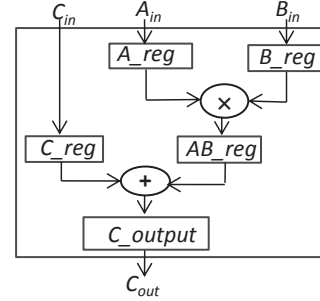 C_in A_in B_in
A_reg B_reg
×
C_reg AB_reg
+
C_output
C_out